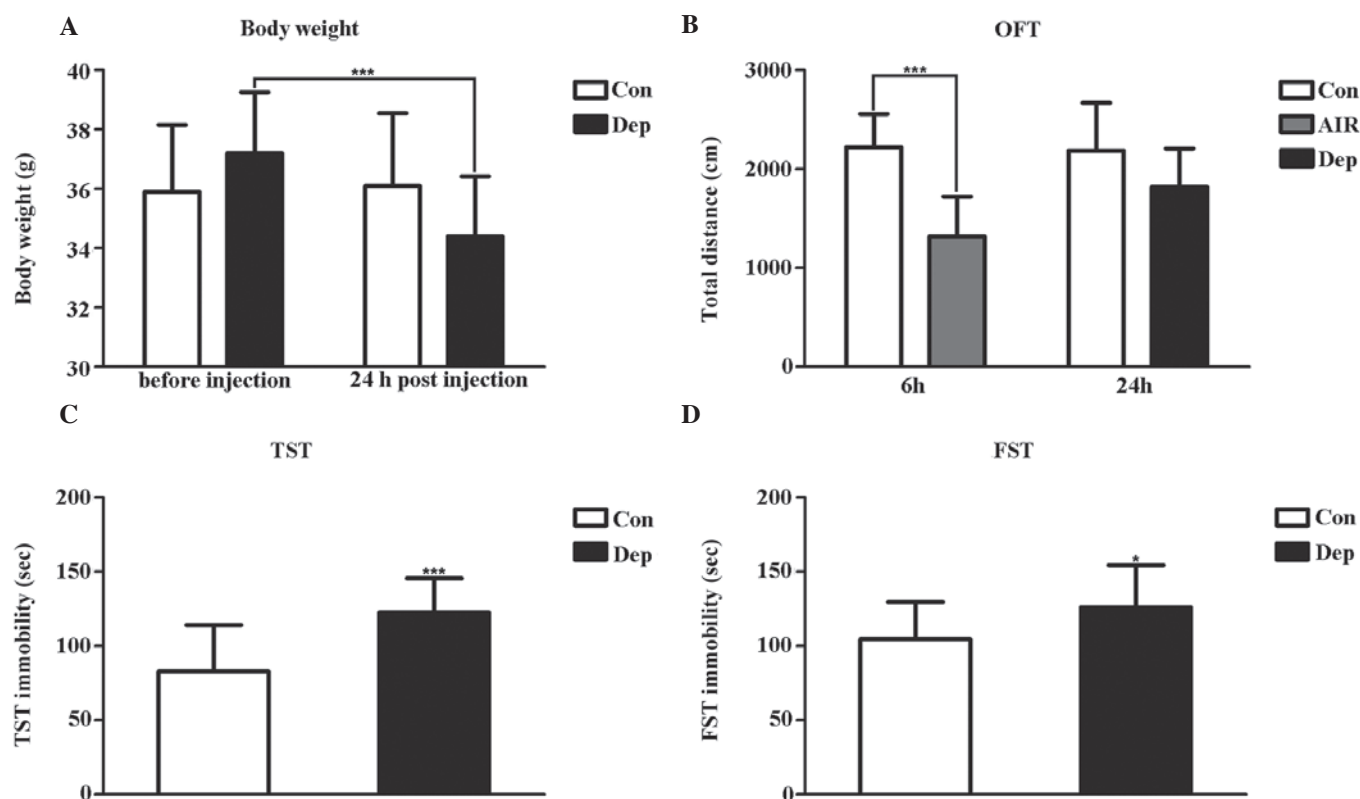 A
Body weight
Body weight (g)
40
38
36
34
32
30
***
Con
Dep
before injection
24 h post injection
B
OFT
Total distance (cm)
3000
2000
1000
0
***
Con
AIR
Dep
6h
24h
C
TST
TST immobility (sec)
200
150
100
50
0
***
Con
Dep
D
FST
FST immobility (sec)
200
150
100
50
0
*
Con
Dep